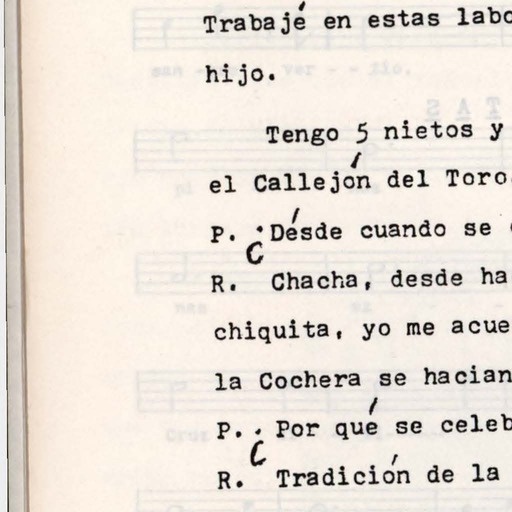 Trabajé en estas labo
hijo.
Tengo 5 nietos y
el Callejón del Toro
P. ¿Désde cuando se
R. Chacha, desde ha
chiquita, yo me acue
la Cochera se hacian
P. ¿Por qué se celeb
R. Tradición de la